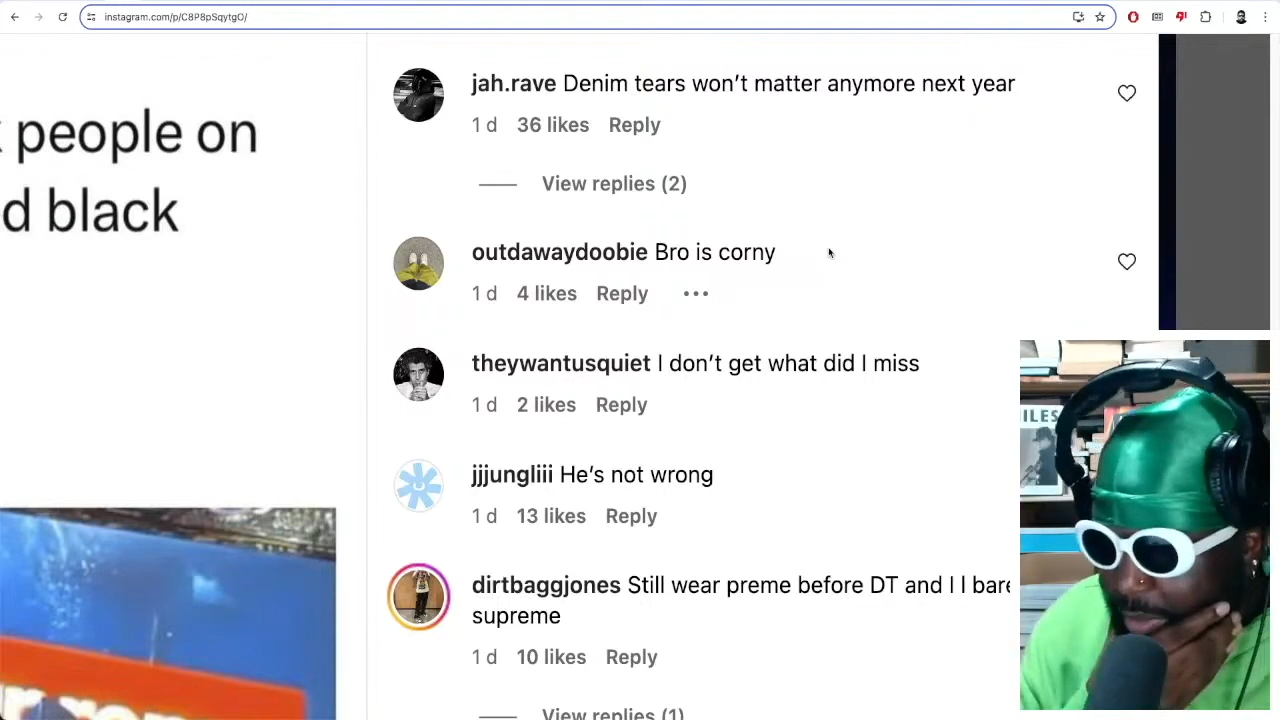 instagram.com/p/C8P8pSqytgO/
people on
d black
jah.rave Denim tears won't matter anymore next year
1 d 36 likes Reply
View replies (2)
outdawaydoobie Bro is corny
1 d 4 likes Reply •••
theywantusquiet I don't get what did I miss
1 d 2 likes Reply
jjjungliii He's not wrong
1 d 13 likes Reply
dirtbaggjones Still wear preme before DT and I I bare
supreme
1 d 10 likes Reply
View replies (1)
ILES